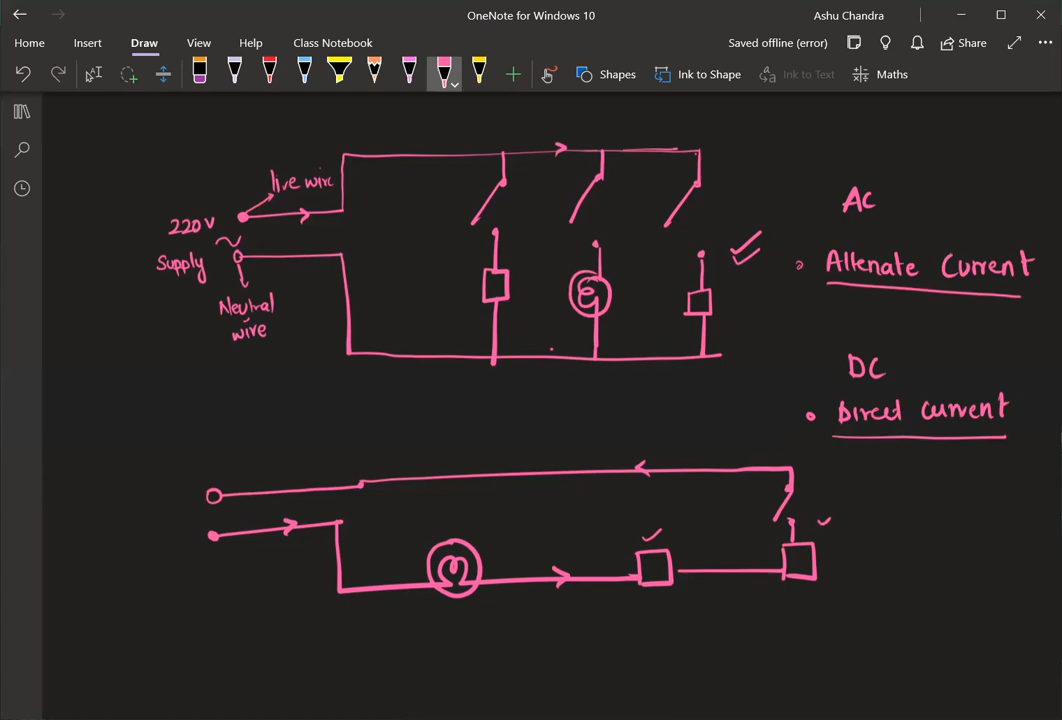 OneNote for Windows 10
Ashu Chandra
Home
Insert
Draw
View
Help
Class Notebook
Saved offline (error)
Share
Shapes
Ink to Shape
Ink to Text
Maths
live wire
220 V
Supply
Neutral
wire
AC
Alternate Current
DC
Direct current